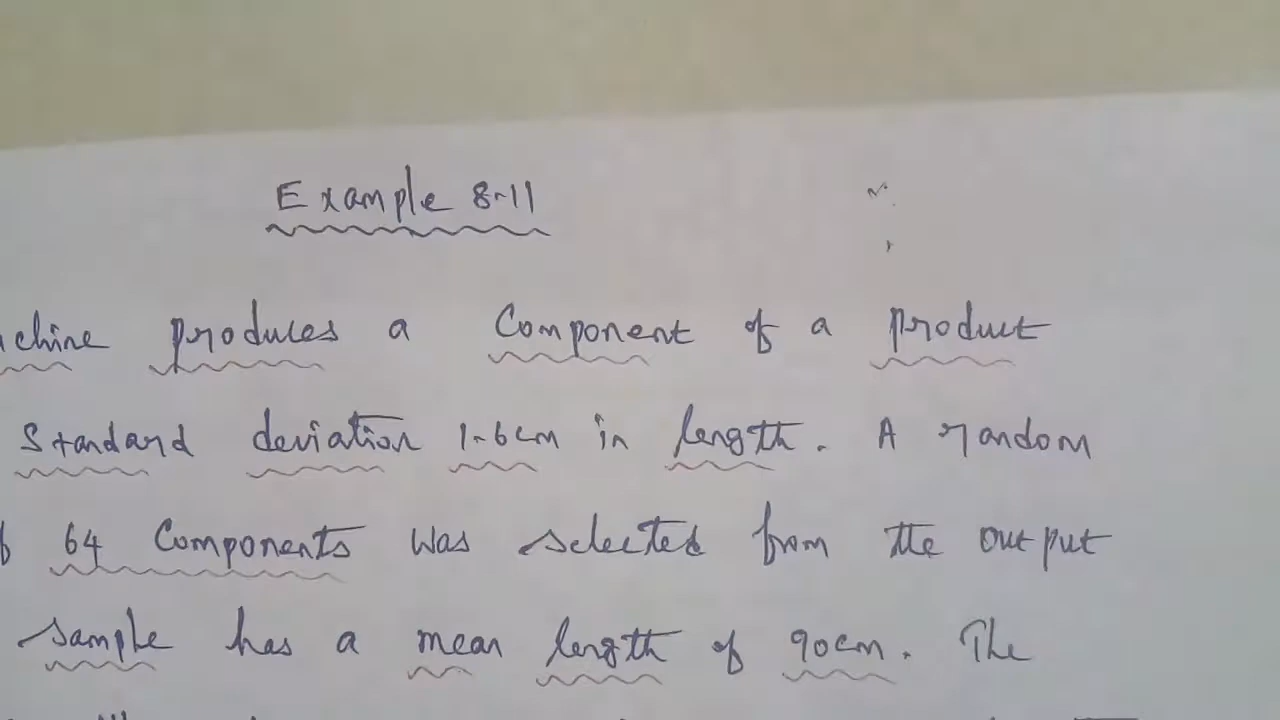 Example 8.11
achine produces a Component of a product
Standard deviation 1.6cm in length. A random
64 Components was selected from the output
sample has a mean length of 90cm. The